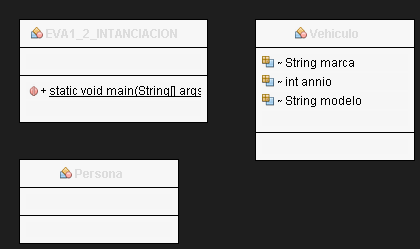 EVA1_2_INTANCIACION
+ static void main(String[] args
Vehiculo
~ String marca
~ int annio
~ String modelo
Persona